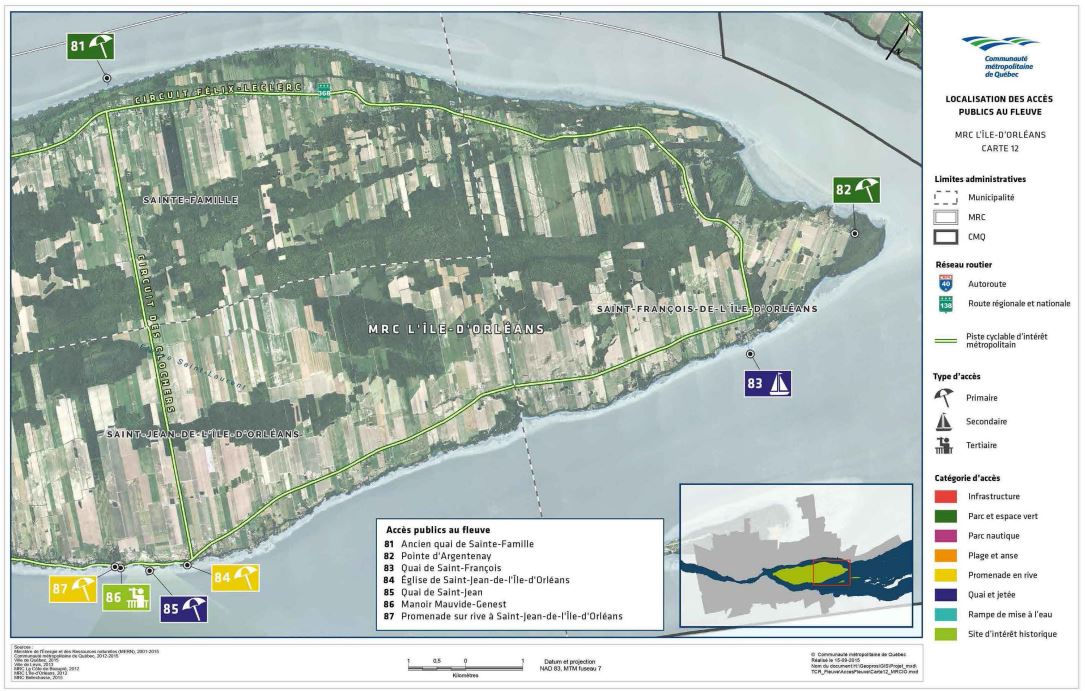 81
CIRCUIT FÉLIX-LECLERC
368
SAINTE-FAMILLE
82
CIRCUIT DES CLOCHERS
SAINT-FRANÇOIS-DE-L'ÎLE-D'ORLÉANS
MRC L'ÎLE-D'ORLÉANS
83
SAINT-JEAN-DE-L'ÎLE-D'ORLÉANS
87
86
85
84
Accès publics au fleuve
81 Ancien quai de Sainte-Famille
82 Pointe d'Argentenay
83 Quai de Saint-François
84 Église de Saint-Jean-de-l'Île-d'Orléans
85 Quai de Saint-Jean
86 Manoir Mauvide-Genest
87 Promenade sur rive à Saint-Jean-de-l'Île-d'Orléans
Communauté
métropolitaine
de Québec
LOCALISATION DES ACCÈS
PUBLICS AU FLEUVE
MRC L'ÎLE-D'ORLÉANS
CARTE 12
Limites administratives
Municipalité
MRC
CMQ
Réseau routier
40
Autoroute
138
Route régionale et nationale
Piste cyclable d'intérêt
métropolitain
Type d'accès
Primaire
Secondaire
Tertiaire
Catégorie d'accès
Infrastructure
Parc et espace vert
Parc nautique
Plage et anse
Promenade en rive
Quai et jetée
Rampe de mise à l'eau
Site d'intérêt historique
Sources :
Ministère de l'Énergie et des Ressources naturelles (MERN), 2001-2015
Communauté métropolitaine de Québec, 2012-2015
Ville de Québec, 2015
Ville de Lévis, 2013
MRC La Côte-de-Beaupré, 2012
MRC L'Île-d'Orléans, 2012
MRC Bellechasse, 2015
1 0,5 0 1
Kilomètres
Datum et projection
NAD 83, MTM fuseau 7
© Communauté métropolitaine de Québec
Réalisé le 15-09-2015
Nom du document: